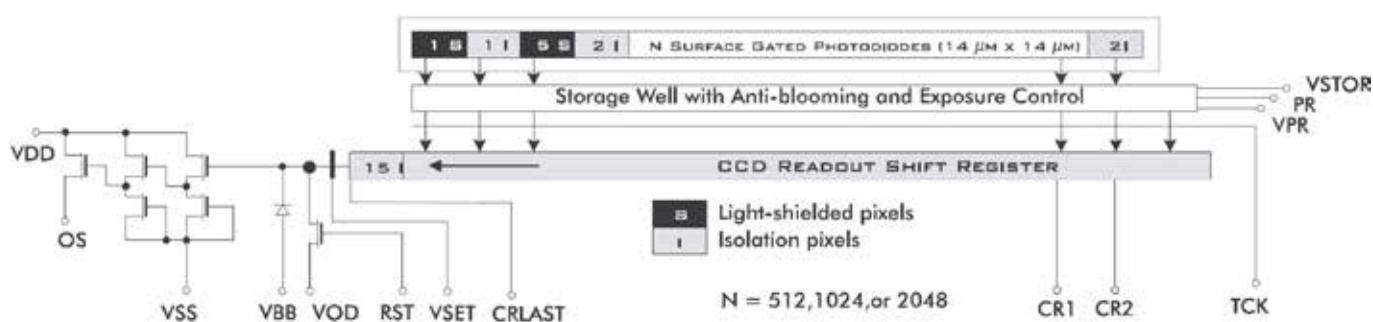 1 S 1 I 5 S 2 I N SURFACE GATED PHOTODIODES (14 µM X 14 µM) 2I
Storage Well with Anti-blooming and Exposure Control
VSTOR
PR
VPR
VDD
15 I CCD READOUT SHIFT REGISTER
S Light-shielded pixels
I Isolation pixels
OS
N = 512,1024,or 2048
VSS VBB VOD RST VSET CRLAST CR1 CR2 TCK